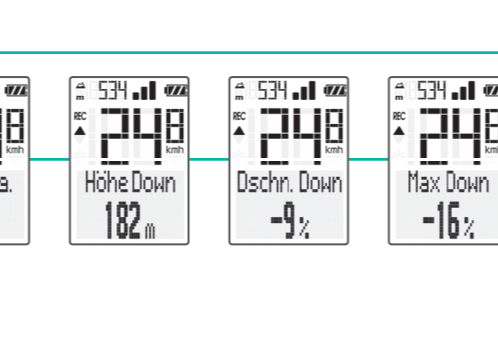 534
REC
248
kmh
Höhe Down
182 m
534
REC
248
kmh
Dschn. Down
-9%
534
REC
24
kmh
Max Down
-16%